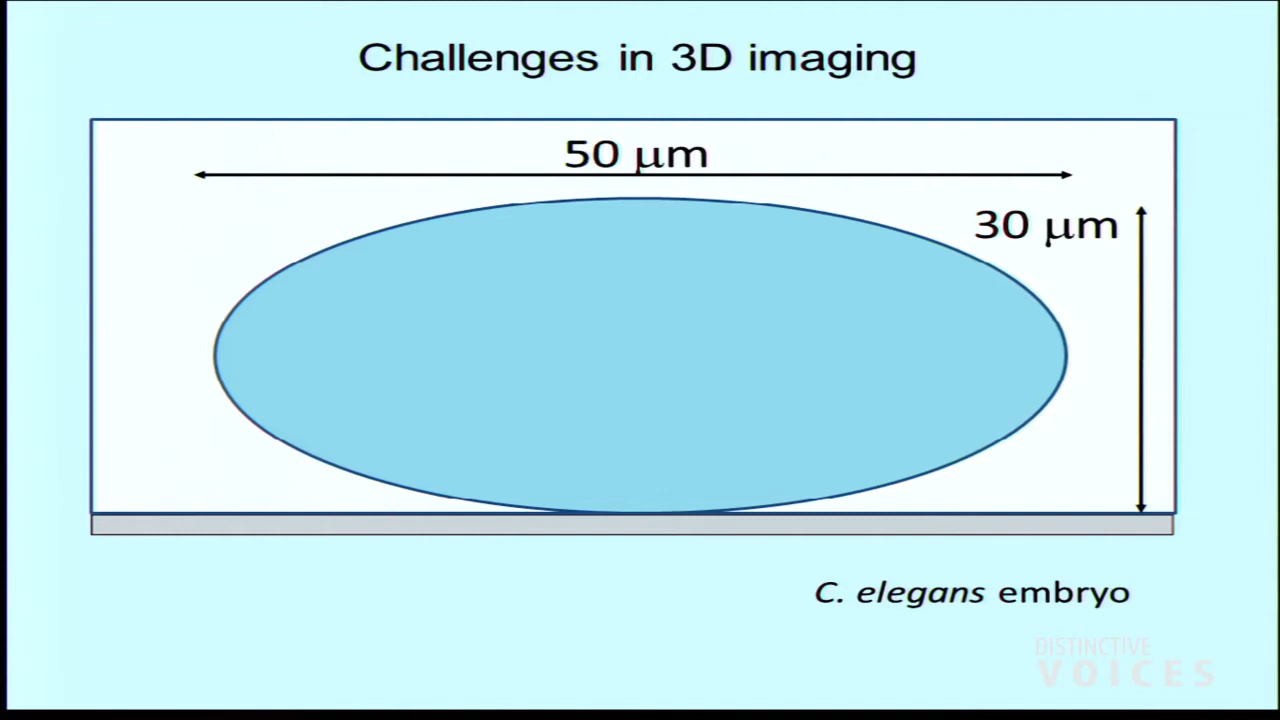 Challenges in 3D imaging
50 μm
30 μm
C. elegans embryo
DISTINCTIVE
VOICES